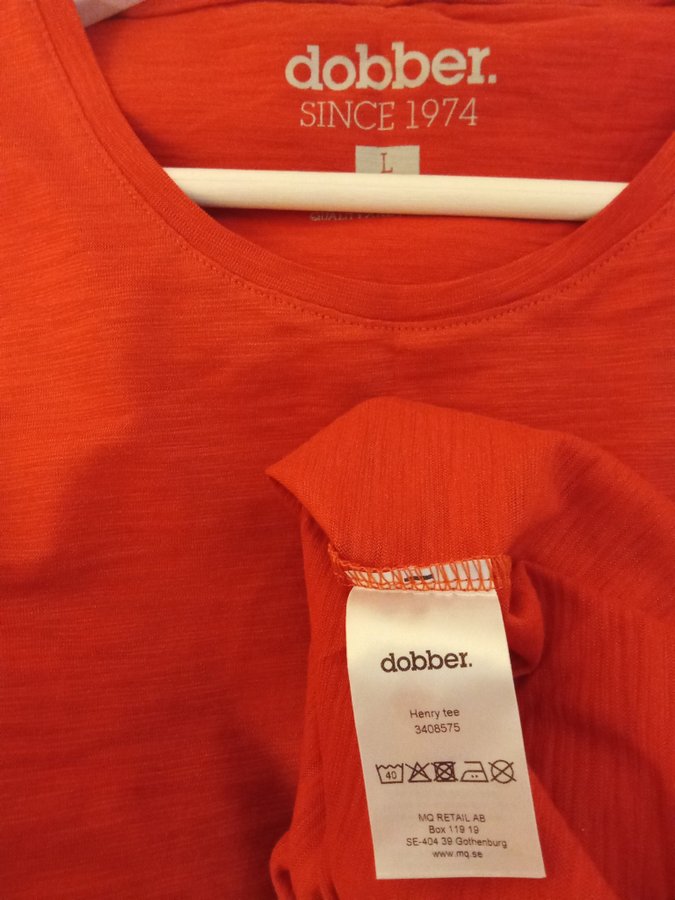 dobber.
SINCE 1974
L
dobber.
Henry tee
3408575
40
MQ RETAIL AB
Box 119 19
SE-404 39 Gothenburg
www.mq.se